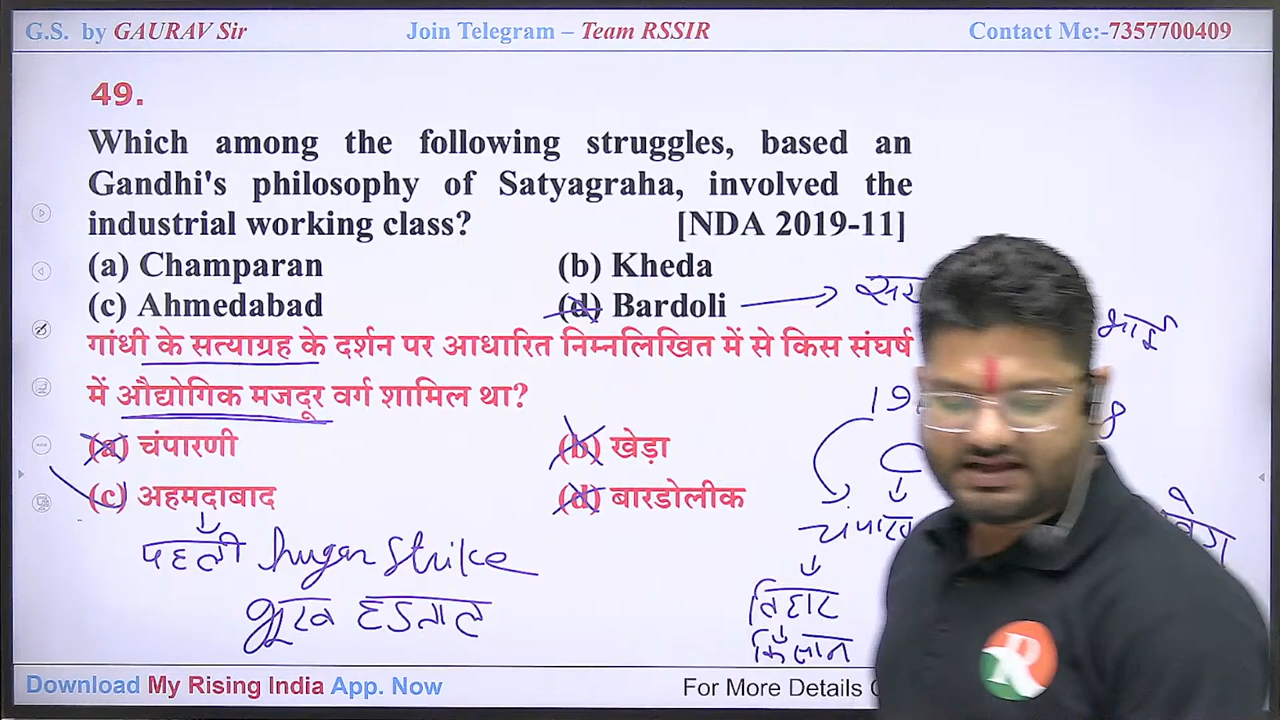 G.S. by GAURAV Sir
Join Telegram – Team RSSIR
Contact Me:-7357700409
49.
Which among the following struggles, based an
Gandhi's philosophy of Satyagraha, involved the
industrial working class? [NDA 2019-11]
(a) Champaran (b) Kheda
(c) Ahmedabad (d) Bardoli
भाई
गांधी के सत्याग्रह के दर्शन पर आधारित निम्नलिखित में से किस संघर्ष
में औद्योगिक मजदूर वर्ग शामिल था?
(a) चंपारणी (b) खेड़ा
(c) अहमदाबाद (d) बारडोलीक
पहली hugar strike
भूख हडताल
बिहार
किसान
Download My Rising India App. Now
For More Details